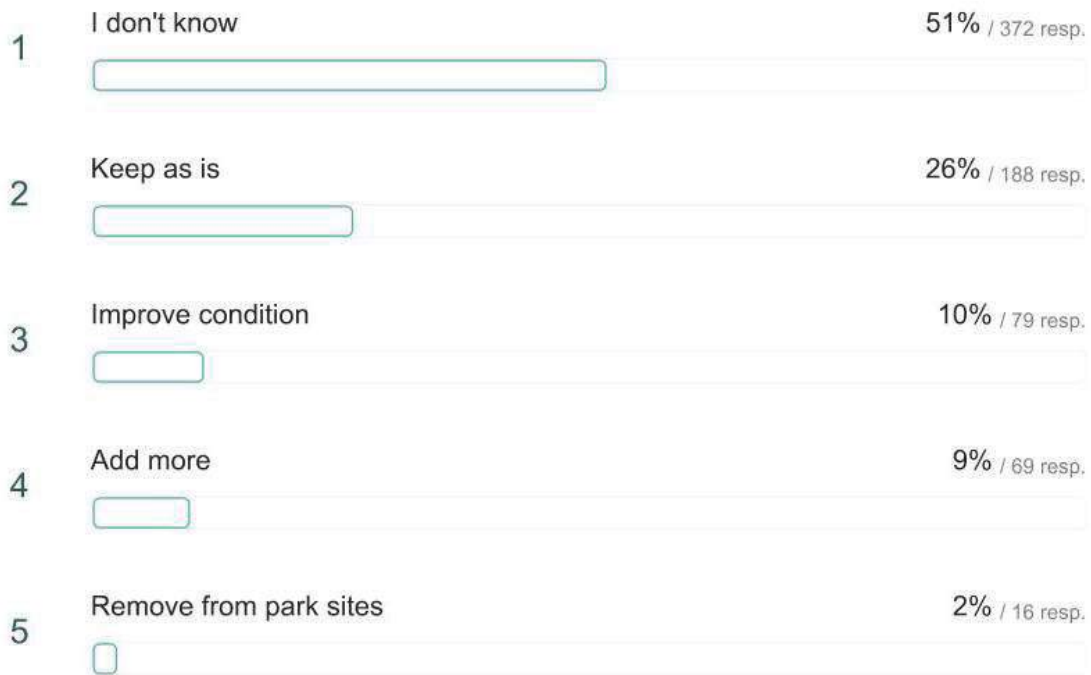 I don't know 51% / 372 resp.
1
Keep as is 26% / 188 resp.
2
Improve condition 10% / 79 resp.
3
Add more 9% / 69 resp.
4
Remove from park sites 2% / 16 resp.
5